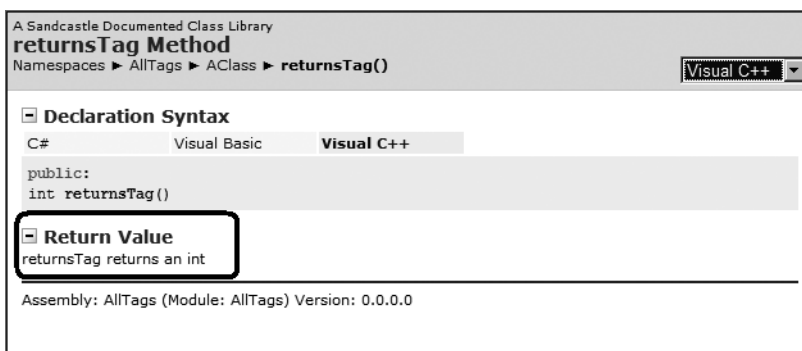 A Sandcastle Documented Class Library
returnsTag Method
Namespaces ► AllTags ► AClass ► returnsTag()
Visual C++
Declaration Syntax
C# Visual Basic Visual C++
public:
int returnsTag()
Return Value
returnsTag returns an int
Assembly: AllTags (Module: AllTags) Version: 0.0.0.0